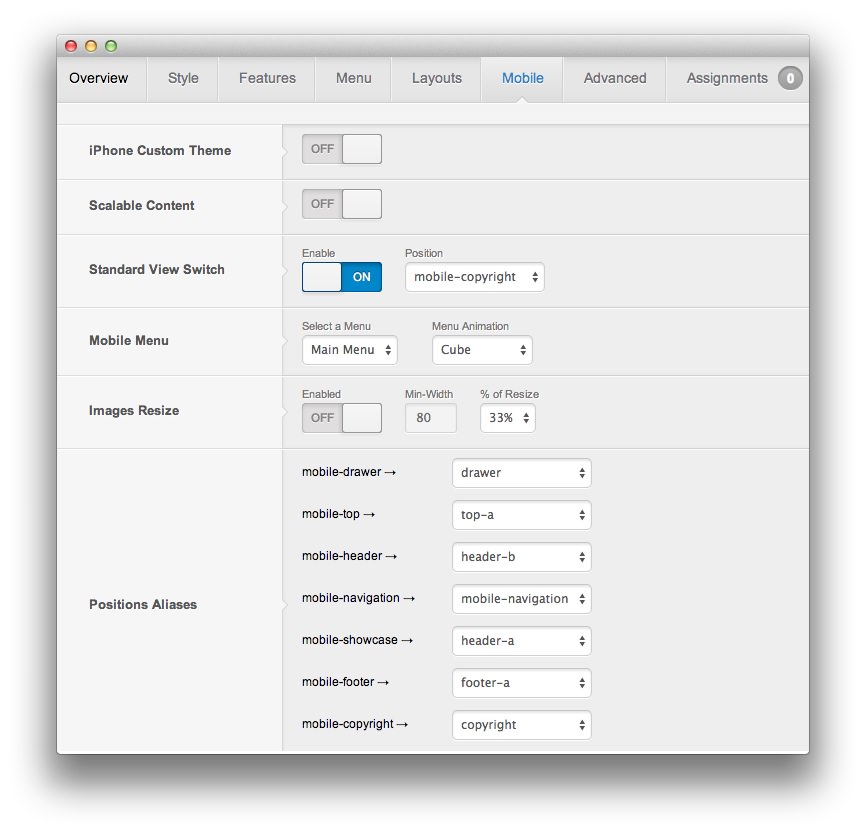 Overview Style Features Menu Layouts Mobile Advanced Assignments 0
iPhone Custom Theme OFF
Scalable Content OFF
Enable Position
Standard View Switch ON mobile-copyright
Select a Menu Menu Animation
Mobile Menu Main Menu Cube
Enabled Min-Width % of Resize
Images Resize OFF 80 33%
mobile-drawer → drawer
mobile-top → top-a
mobile-header → header-b
Positions Aliases mobile-navigation → mobile-navigation
mobile-showcase → header-a
mobile-footer → footer-a
mobile-copyright → copyright